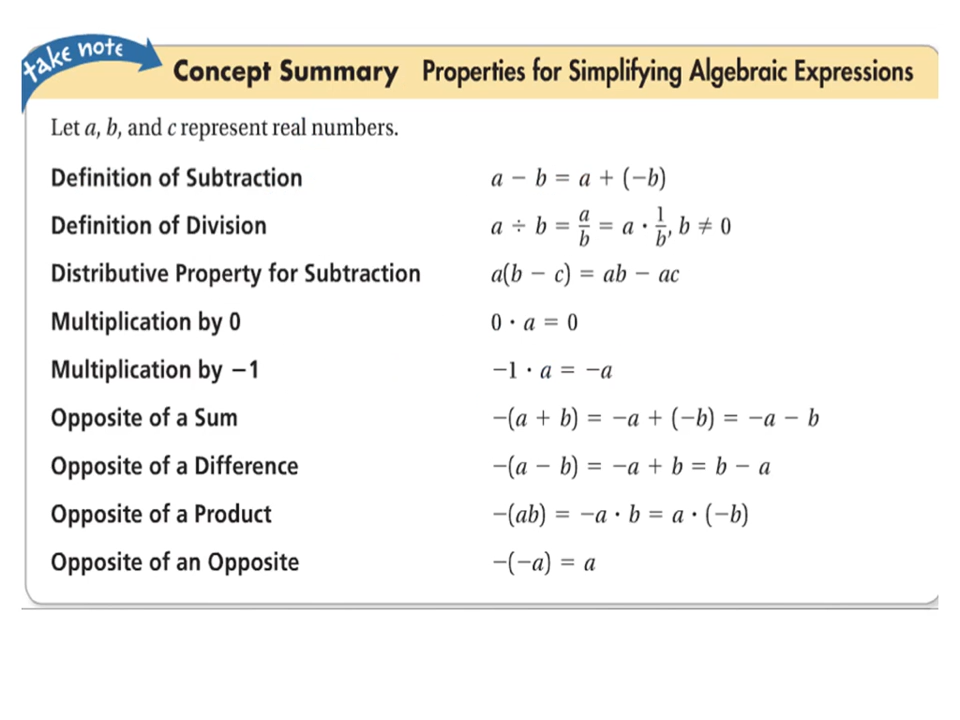 take note
Concept Summary Properties for Simplifying Algebraic Expressions
Let a, b, and c represent real numbers.
Definition of Subtraction a − b = a + (−b)
Definition of Division a ÷ b = a/b = a · 1/b, b ≠ 0
Distributive Property for Subtraction a(b − c) = ab − ac
Multiplication by 0 0 · a = 0
Multiplication by −1 −1 · a = −a
Opposite of a Sum −(a + b) = −a + (−b) = −a − b
Opposite of a Difference −(a − b) = −a + b = b − a
Opposite of a Product −(ab) = −a · b = a · (−b)
Opposite of an Opposite −(−a) = a